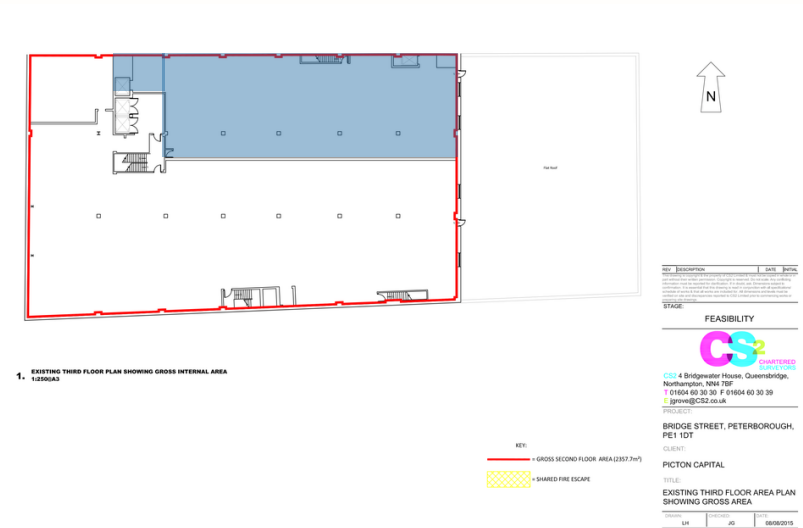 N
Flat Roof
REV DESCRIPTION DATE INITIAL
STAGE:
FEASIBILITY
CS2
CHARTERED
SURVEYORS
CS2 4 Bridgewater House, Queensbridge,
Northampton, NN4 7BF
T 01604 60 30 30 F 01604 60 30 39
E jgrove@CS2.co.uk
PROJECT:
BRIDGE STREET, PETERBOROUGH,
PE1 1DT
CLIENT:
PICTON CAPITAL
TITLE:
EXISTING THIRD FLOOR AREA PLAN
SHOWING GROSS AREA
DRAWN: CHECKED: DATE:
LH JG 08/08/2015
1. EXISTING THIRD FLOOR PLAN SHOWING GROSS INTERNAL AREA
1:250@A3
KEY:
= GROSS SECOND FLOOR AREA (2357.7m²)
= SHARED FIRE ESCAPE